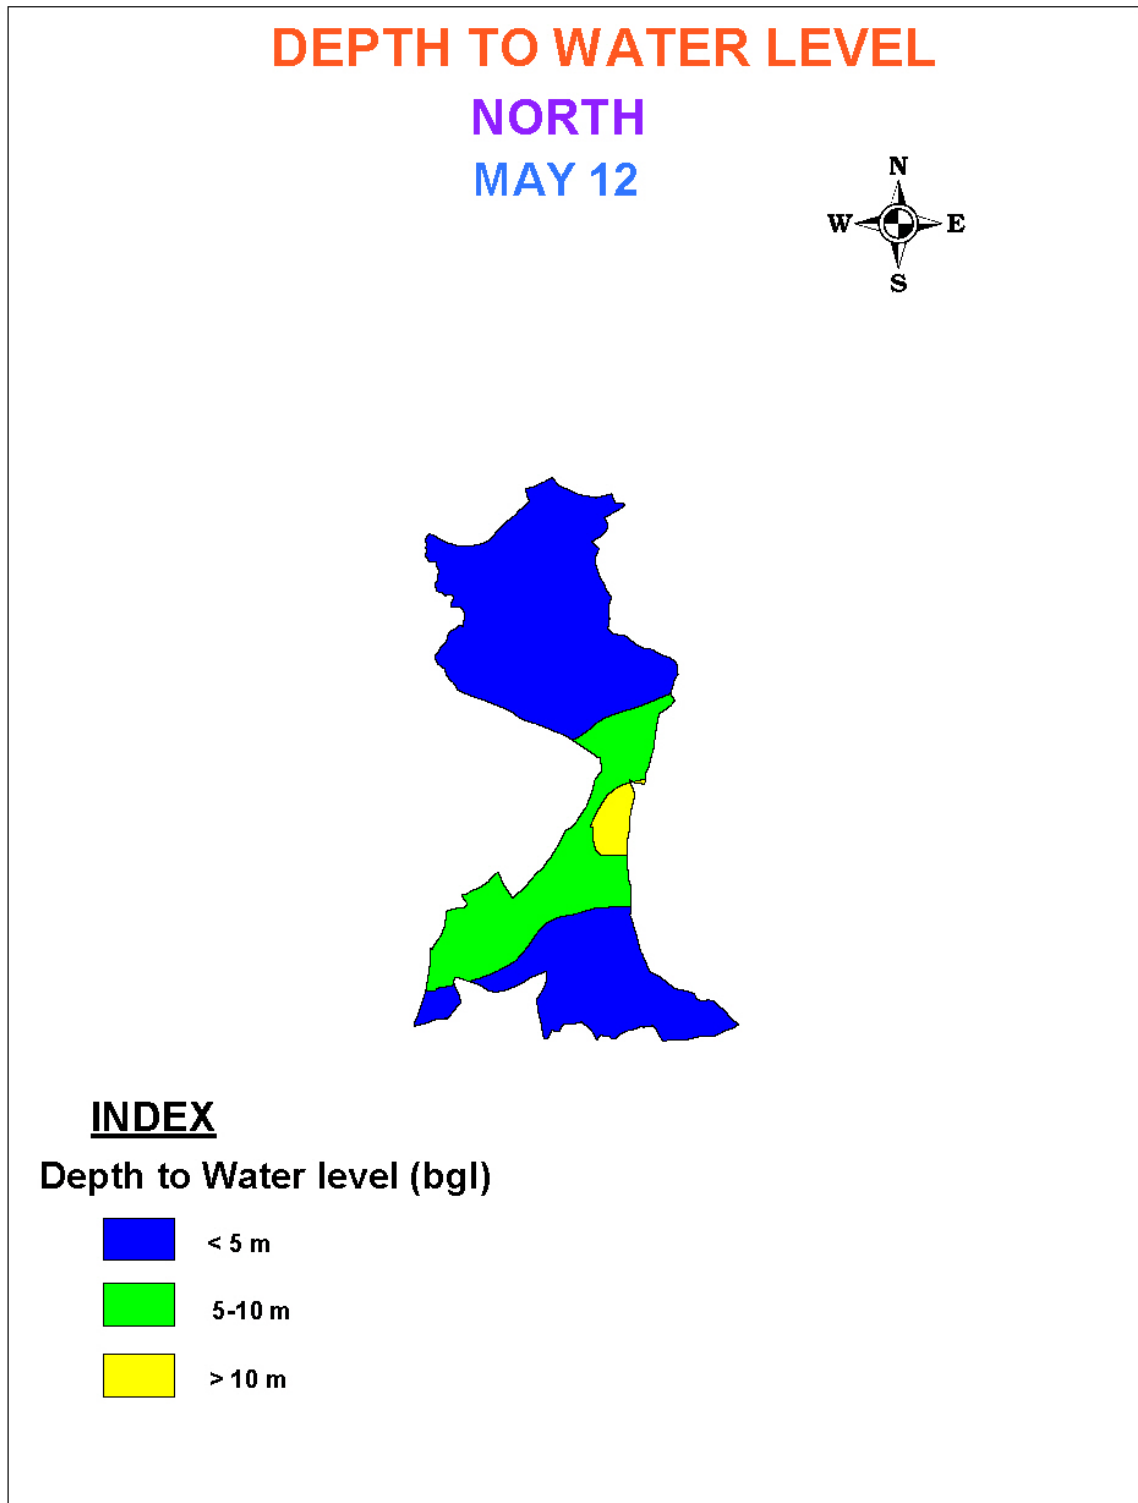 DEPTH TO WATER LEVEL
NORTH
MAY 12
N
W E
S
INDEX
Depth to Water level (bgl)
< 5 m
5-10 m
> 10 m